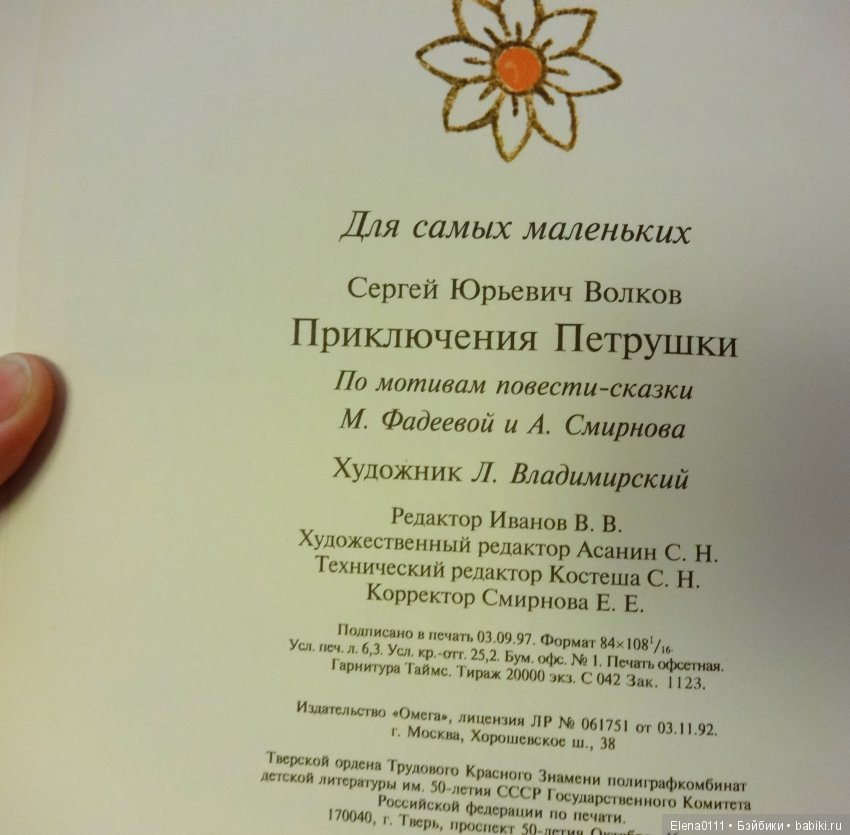 Для самых маленьких
Сергей Юрьевич Волков
Приключения Петрушки
По мотивам повести-сказки
М. Фадеевой и А. Смирнова
Художник Л. Владимирский
Редактор Иванов В. В.
Художественный редактор Асанин С. Н.
Технический редактор Костеша С. Н.
Корректор Смирнова Е. Е.
Подписано в печать 03.09.97. Формат 84×108¹/₁₆.
Усл. печ. л. 6,3. Усл. кр.-отт. 25,2. Бум. офс. № 1. Печать офсетная.
Гарнитура Таймс. Тираж 20000 экз. С 042 Зак. 1123.
Издательство «Омега», лицензия ЛР № 061751 от 03.11.92.
г. Москва, Хорошевское ш., 38
Тверской ордена Трудового Красного Знамени полиграфкомбинат
детской литературы им. 50-летия СССР Государственного Комитета
Российской федерации по печати.
170040, г. Тверь, проспект 50-летия
Elena0111 • Бэйбики • babiki.ru